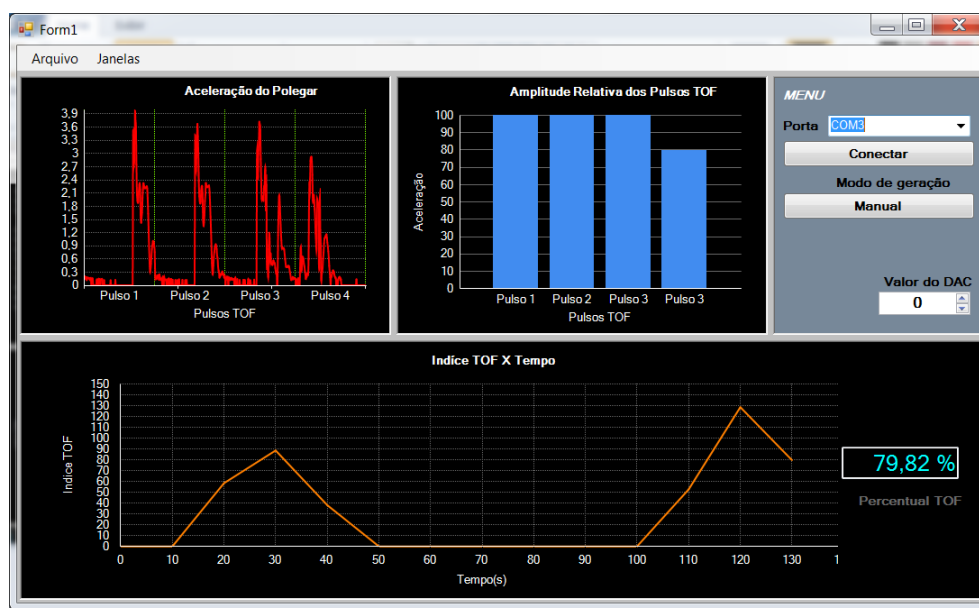 Form1
Arquivo Janelas
Aceleração do Polegar
3,9
3,6
3,3
3
2,7
2,4
2,1
1,8
1,5
1,2
0,9
0,6
0,3
0
Pulso 1 Pulso 2 Pulso 3 Pulso 4
Pulsos TOF
Amplitude Relativa dos Pulsos TOF
Aceleração
100
90
80
70
60
50
40
30
20
10
0
Pulso 1 Pulso 2 Pulso 3 Pulso 3
Pulsos TOF
MENU
Porta COM3
Conectar
Modo de geração
Manual
Valor do DAC
0
Indíce TOF X Tempo
Indice TOF
150
140
130
120
110
100
90
80
70
60
50
40
30
20
10
0
0 10 20 30 40 50 60 70 80 90 100 110 120 130 1
Tempo(s)
79,82 %
Percentual TOF